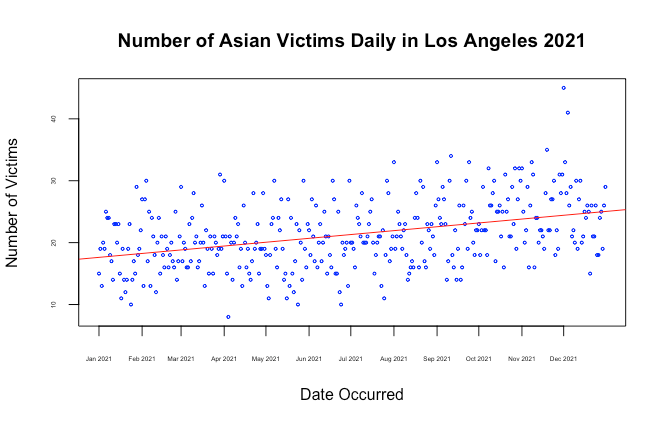 Number of Asian Victims Daily in Los Angeles 2021
Number of Victims
40
30
20
10
Jan 2021 Feb 2021 Mar 2021 Apr 2021 May 2021 Jun 2021 Jul 2021 Aug 2021 Sep 2021 Oct 2021 Nov 2021 Dec 2021
Date Occurred